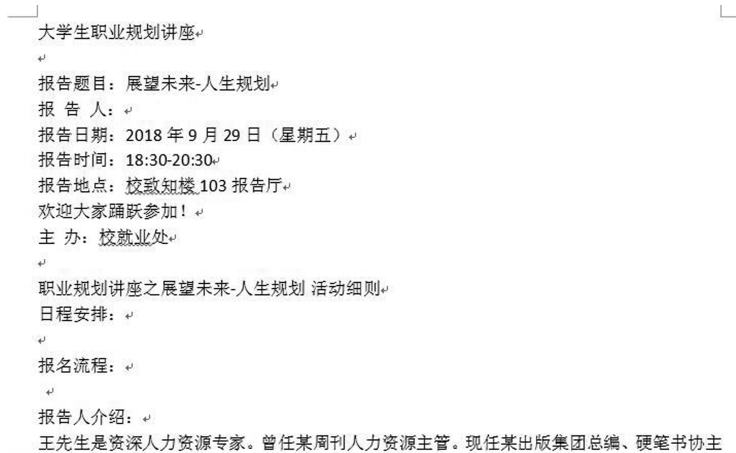 大学生职业规划讲座
报告题目：展望未来-人生规划
报 告 人：
报告日期：2018 年 9 月 29 日（星期五）
报告时间：18:30-20:30
报告地点：校致知楼 103 报告厅
欢迎大家踊跃参加！
主 办：校就业处
职业规划讲座之展望未来-人生规划 活动细则
日程安排：
报名流程：
报告人介绍：
王先生是资深人力资源专家。曾任某周刊人力资源主管。现任某出版集团总编、硬笔书协主